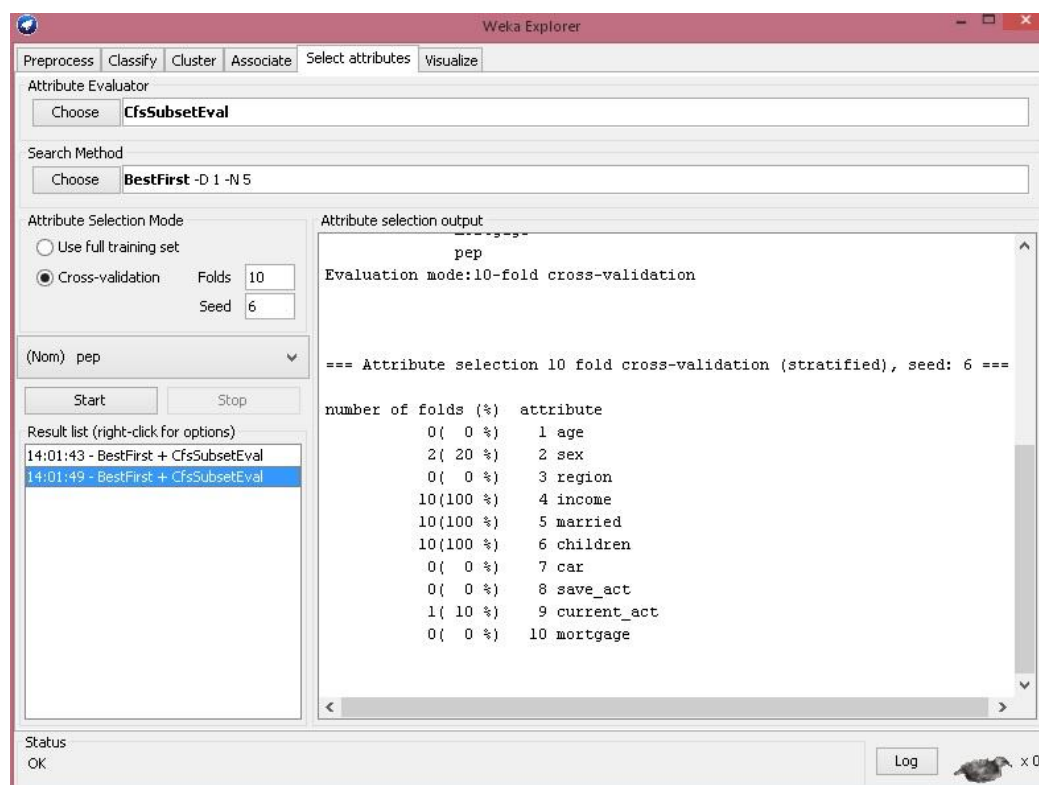 Weka Explorer
Preprocess Classify Cluster Associate Select attributes Visualize
Attribute Evaluator
Choose CfsSubsetEval
Search Method
Choose BestFirst -D 1 -N 5
Attribute Selection Mode
Use full training set
Cross-validation Folds 10
Seed 6
(Nom) pep
Start Stop
Result list (right-click for options)
14:01:43 - BestFirst + CfsSubsetEval
14:01:49 - BestFirst + CfsSubsetEval
Attribute selection output
pep
Evaluation mode:10-fold cross-validation
=== Attribute selection 10 fold cross-validation (stratified), seed: 6 ===
number of folds (%) attribute
0( 0 %) 1 age
2( 20 %) 2 sex
0( 0 %) 3 region
10(100 %) 4 income
10(100 %) 5 married
10(100 %) 6 children
0( 0 %) 7 car
0( 0 %) 8 save_act
1( 10 %) 9 current_act
0( 0 %) 10 mortgage
Status
OK
Log x 0